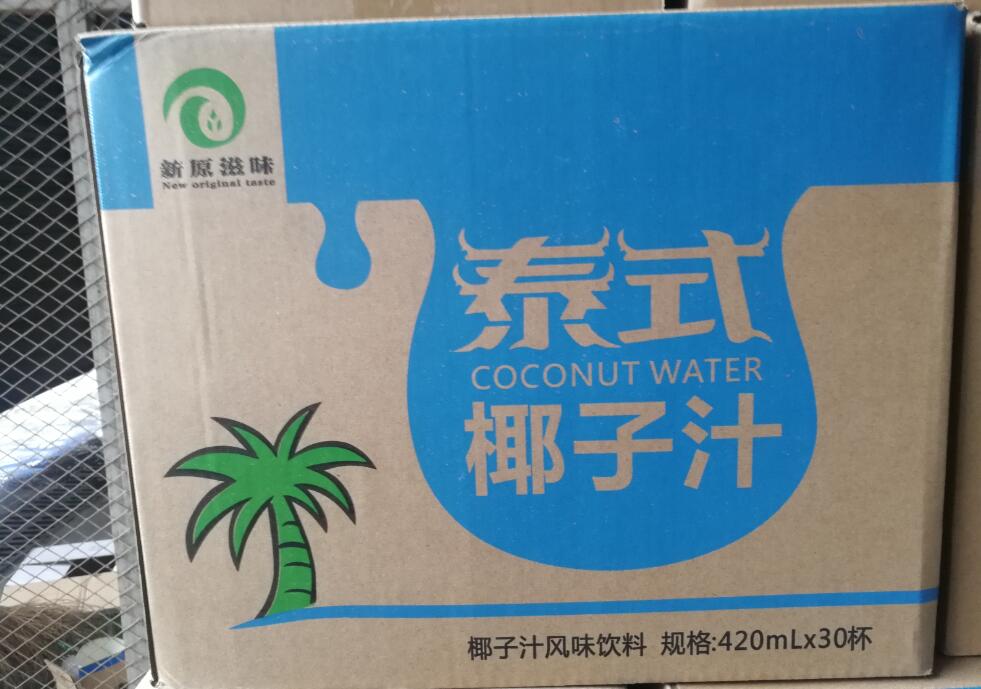 新原滋味
New original taste
泰式
COCONUT WATER
椰子汁
椰子汁风味饮料 规格:420mLx30杯